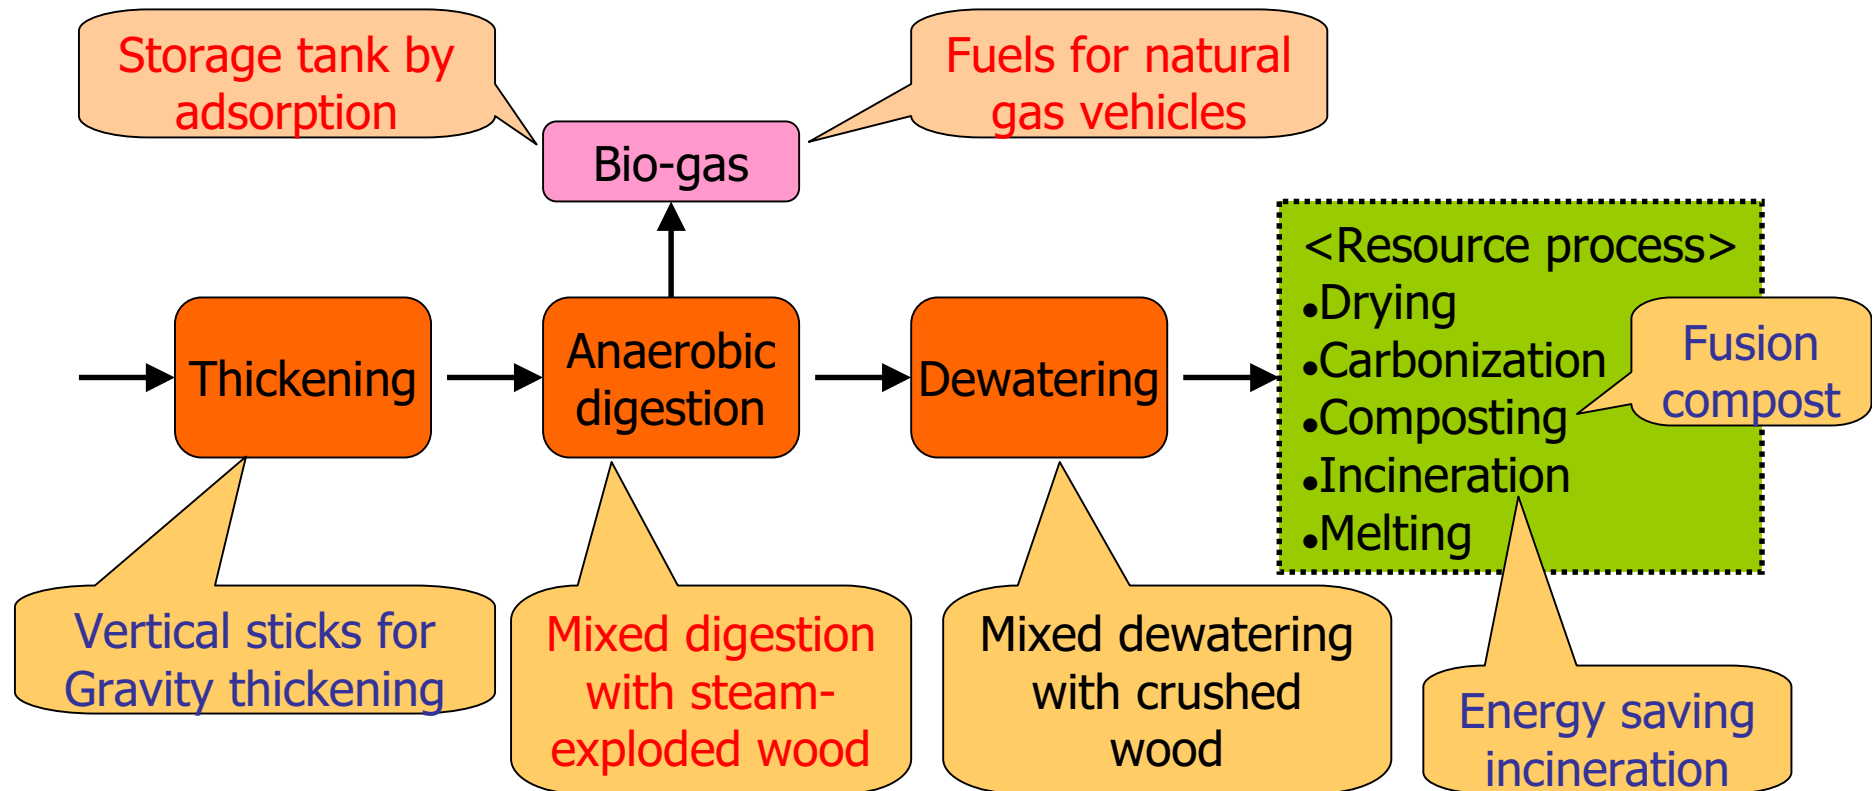 Storage tank by
adsorption
Fuels for natural
gas vehicles
Bio-gas
Thickening
Anaerobic
digestion
Dewatering
<Resource process>
•Drying
•Carbonization
•Composting
•Incineration
•Melting
Fusion
compost
Vertical sticks for
Gravity thickening
Mixed digestion
with steam-
exploded wood
Mixed dewatering
with crushed
wood
Energy saving
incineration